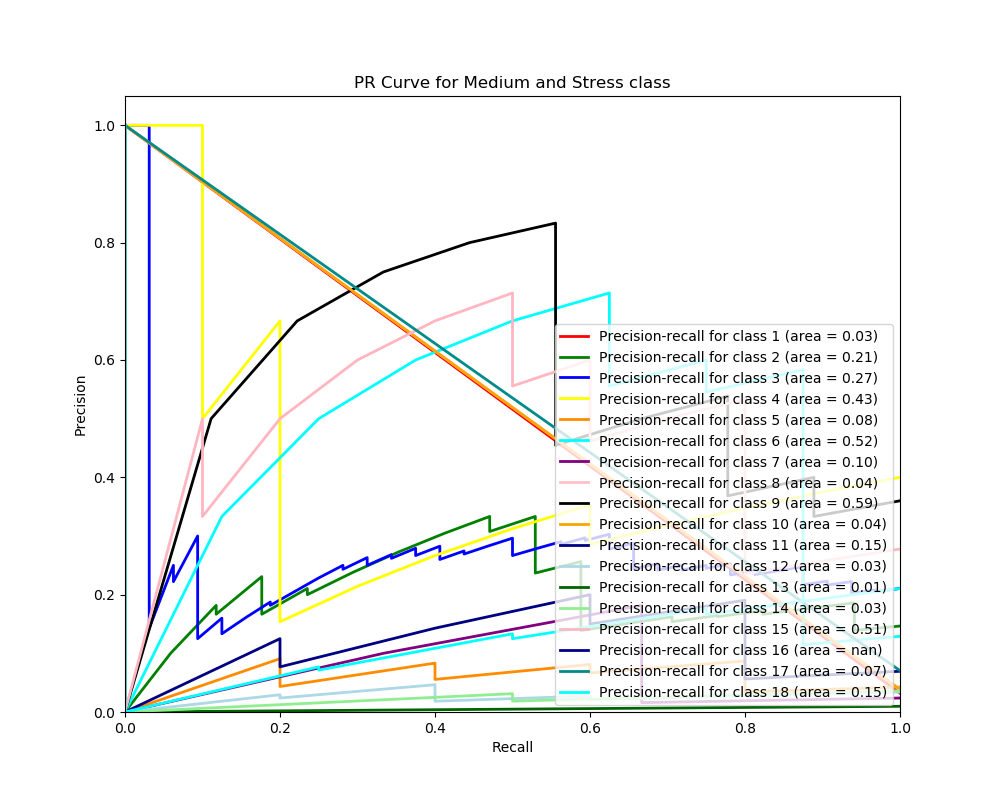 PR Curve for Medium and Stress class
1.0
0.8
0.6
0.4
0.2
0.0
Precision
Precision-recall for class 1 (area = 0.03)
Precision-recall for class 2 (area = 0.21)
Precision-recall for class 3 (area = 0.27)
Precision-recall for class 4 (area = 0.43)
Precision-recall for class 5 (area = 0.08)
Precision-recall for class 6 (area = 0.52)
Precision-recall for class 7 (area = 0.10)
Precision-recall for class 8 (area = 0.04)
Precision-recall for class 9 (area = 0.59)
Precision-recall for class 10 (area = 0.04)
Precision-recall for class 11 (area = 0.15)
Precision-recall for class 12 (area = 0.03)
Precision-recall for class 13 (area = 0.01)
Precision-recall for class 14 (area = 0.03)
Precision-recall for class 15 (area = 0.51)
Precision-recall for class 16 (area = nan)
Precision-recall for class 17 (area = 0.07)
Precision-recall for class 18 (area = 0.15)
0.0 0.2 0.4 0.6 0.8 1.0
Recall